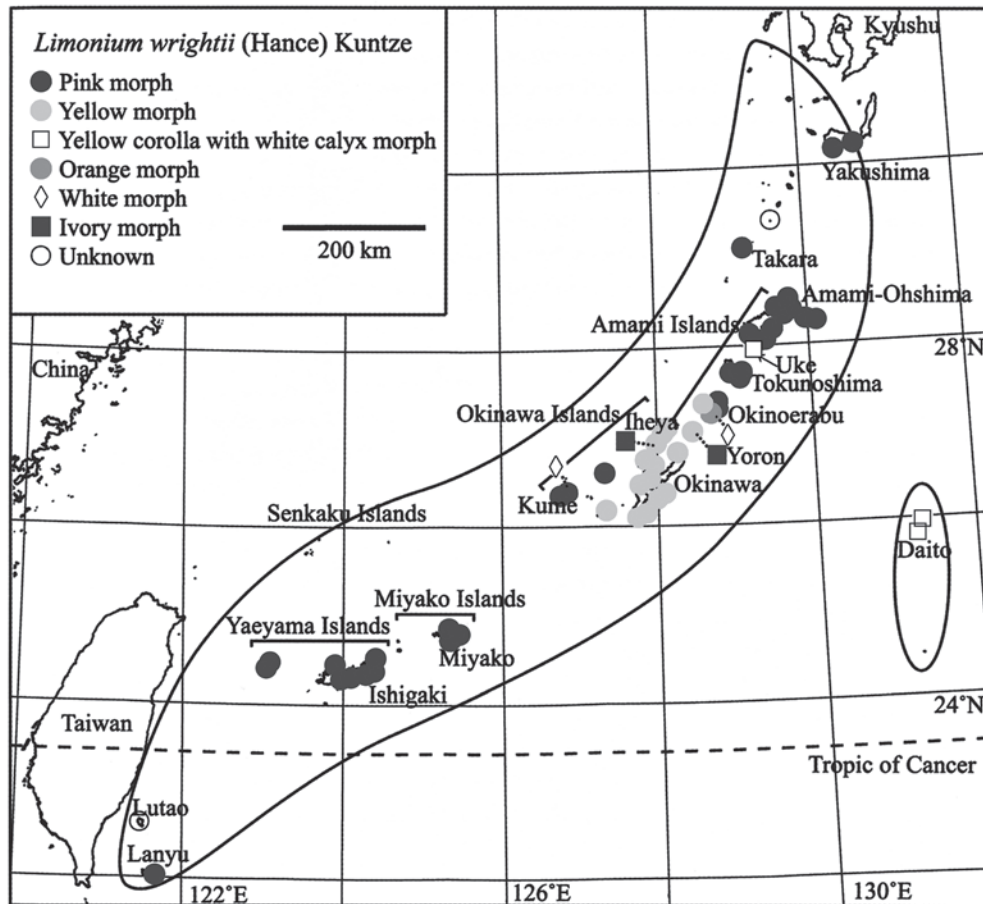 Limonium wrightii (Hance) Kuntze
Pink morph
Yellow morph
Yellow corolla with white calyx morph
Orange morph
White morph
Ivory morph
Unknown
200 km
Kyushu
Yakushima
Takara
Amami-Ohshima
Amami Islands
28°N
China
Uke
Tokunoshima
Okinawa Islands
Iheya
Okinoerabu
Yoron
Okinawa
Kume
Senkaku Islands
Daito
Miyako Islands
Yaeyama Islands
Miyako
Ishigaki
24°N
Taiwan
Tropic of Cancer
Lutao
Lanyu
122°E
126°E
130°E